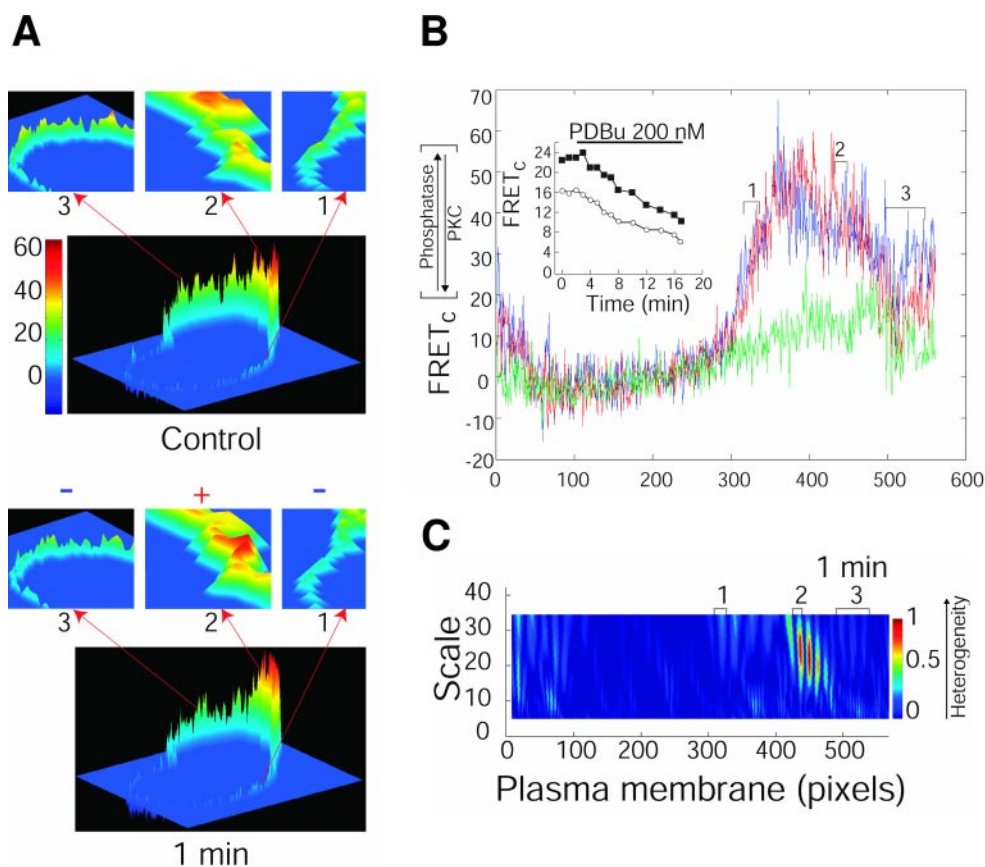 A
3
2
1
60
40
20
0
Control
- + -
3
2
1
1 min
B
70
60
50
40
30
20
10
0
-10
-20
0 100 200 300 400 500 600
FRETC
Phosphatase
PKC
1
2
3
PDBu 200 nM
24
20
16
12
8
4
0
FRETC
0 4 8 12 16 20
Time (min)
C
1 min
1 2 3
40
30
20
10
0
Scale
1
0.5
0
Heterogeneity
0 100 200 300 400 500
Plasma membrane (pixels)